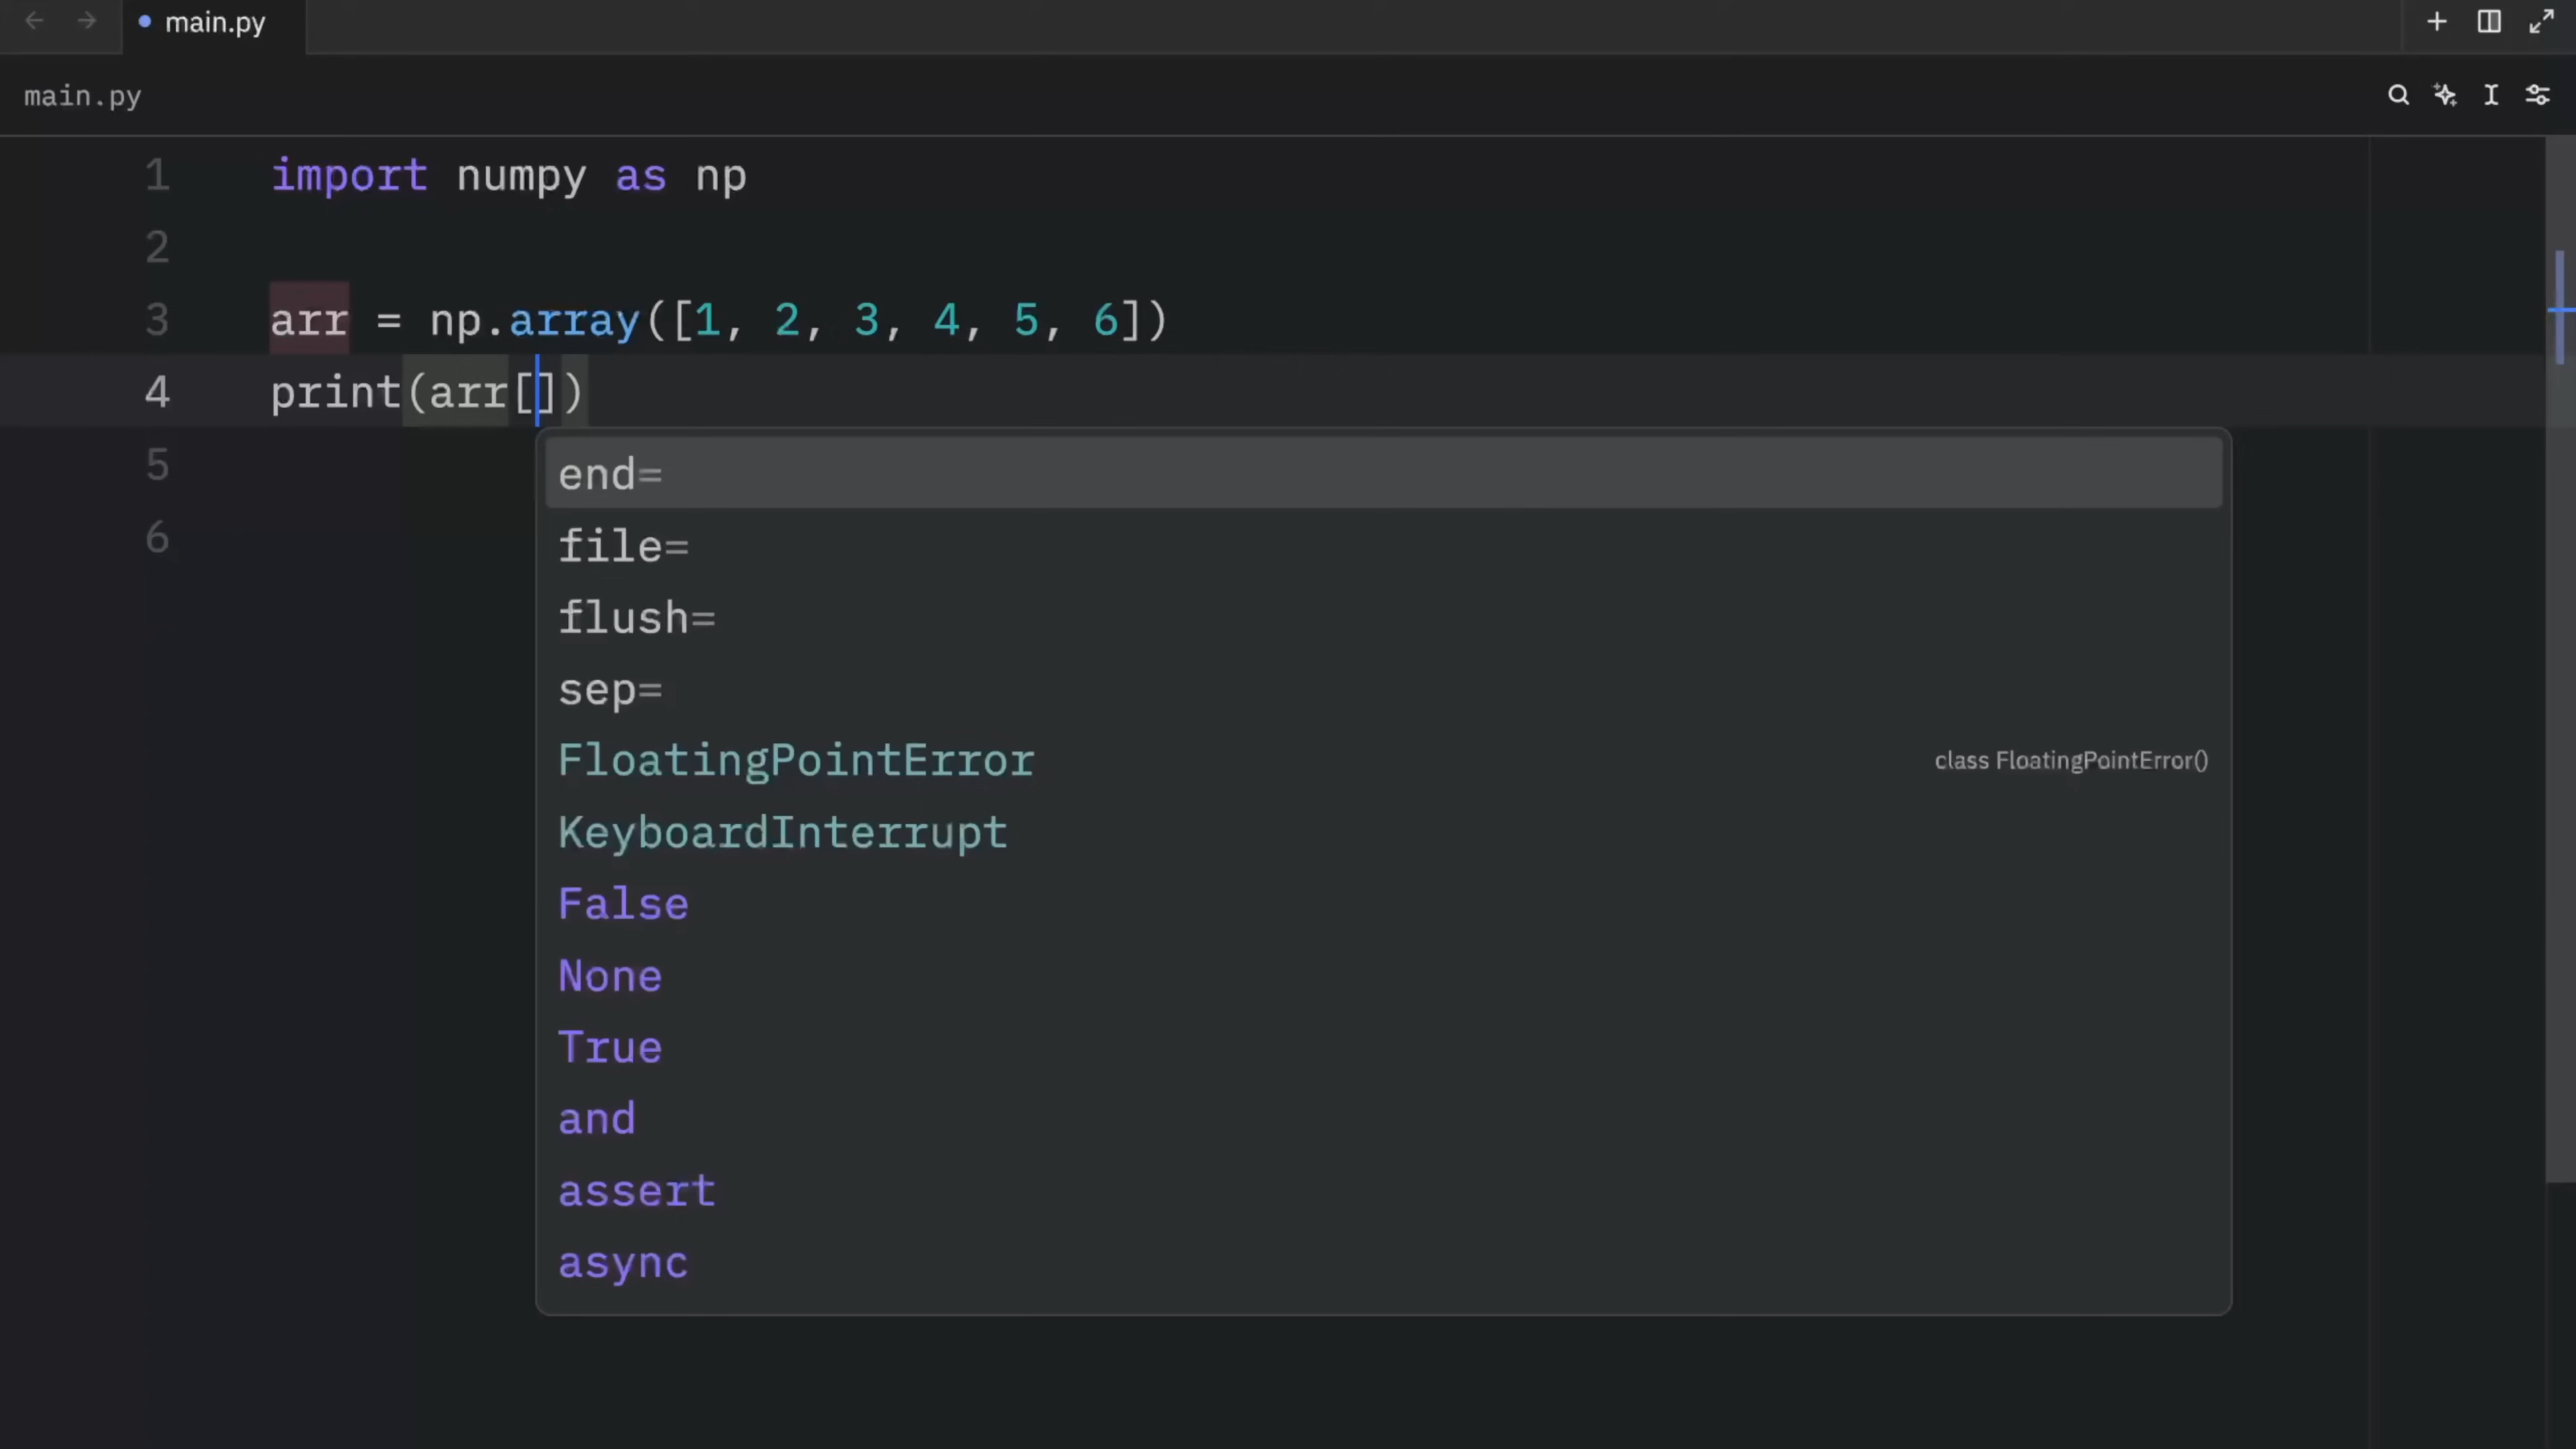 main.py
main.py
1 import numpy as np
2
3 arr = np.array([1, 2, 3, 4, 5, 6])
4 print(arr[])
5
6
end=
file=
flush=
sep=
FloatingPointError class FloatingPointError()
KeyboardInterrupt
False
None
True
and
assert
async